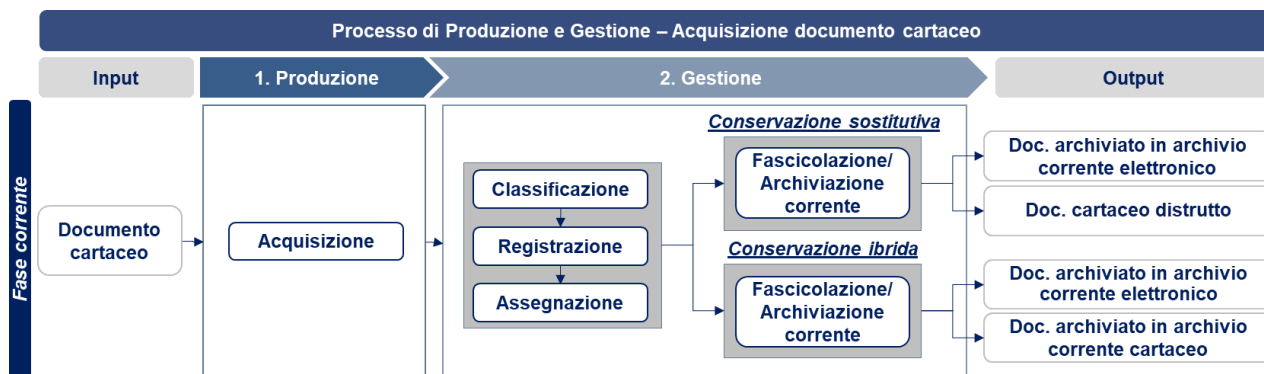 Processo di Produzione e Gestione – Acquisizione documento cartaceo
Input
1. Produzione
2. Gestione
Output
Fase corrente
Documento
cartaceo
Acquisizione
Classificazione
Registrazione
Assegnazione
Conservazione sostitutiva
Fascicolazione/
Archiviazione
corrente
Conservazione ibrida
Fascicolazione/
Archiviazione
corrente
Doc. archiviato in archivio
corrente elettronico
Doc. cartaceo distrutto
Doc. archiviato in archivio
corrente elettronico
Doc. archiviato in archivio
corrente cartaceo